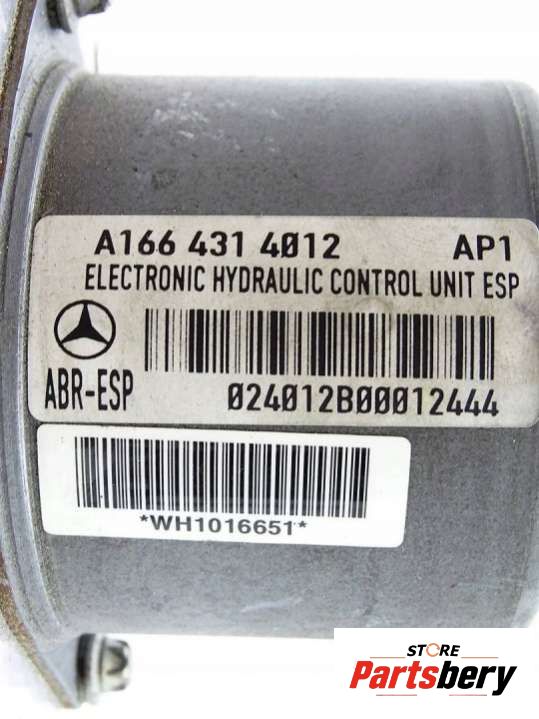 A166 431 4012 AP1
ELECTRONIC HYDRAULIC CONTROL UNIT ESP
ABR-ESP 024012B00012444
*WH1016651*
STORE
Partsbery